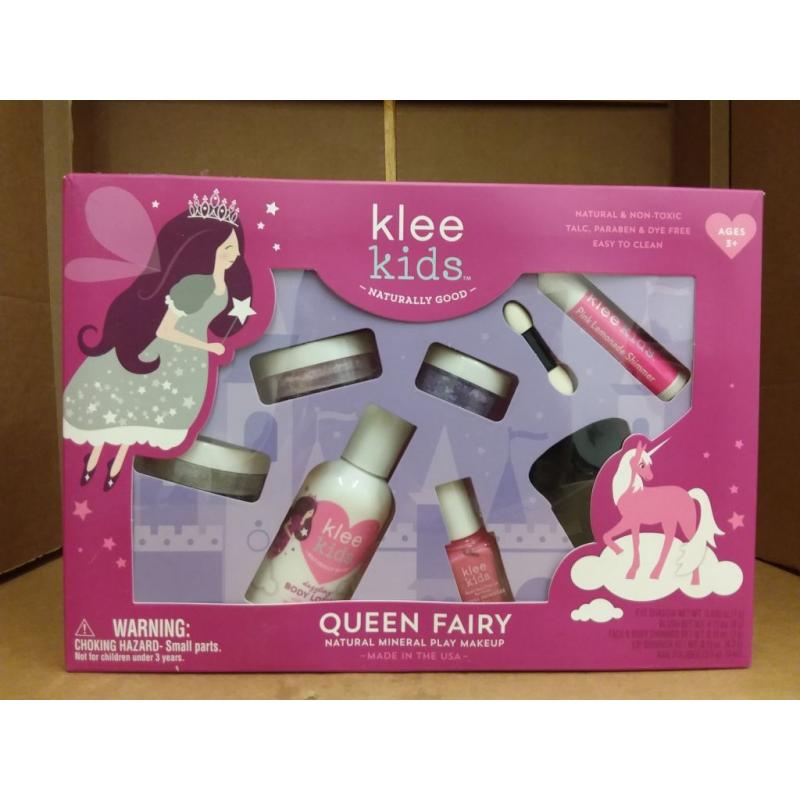 klee
kids™
– NATURALLY GOOD –
NATURAL & NON-TOXIC
TALC, PARABEN & DYE FREE
EASY TO CLEAN
AGES
3+
klee kids
Pink Lemonade Shimmer
klee
kids
dazzling
BODY
klee
kids
WARNING:
CHOKING HAZARD- Small parts.
Not for children under 3 years.
QUEEN FAIRY
NATURAL MINERAL PLAY MAKEUP
–MADE IN THE USA–